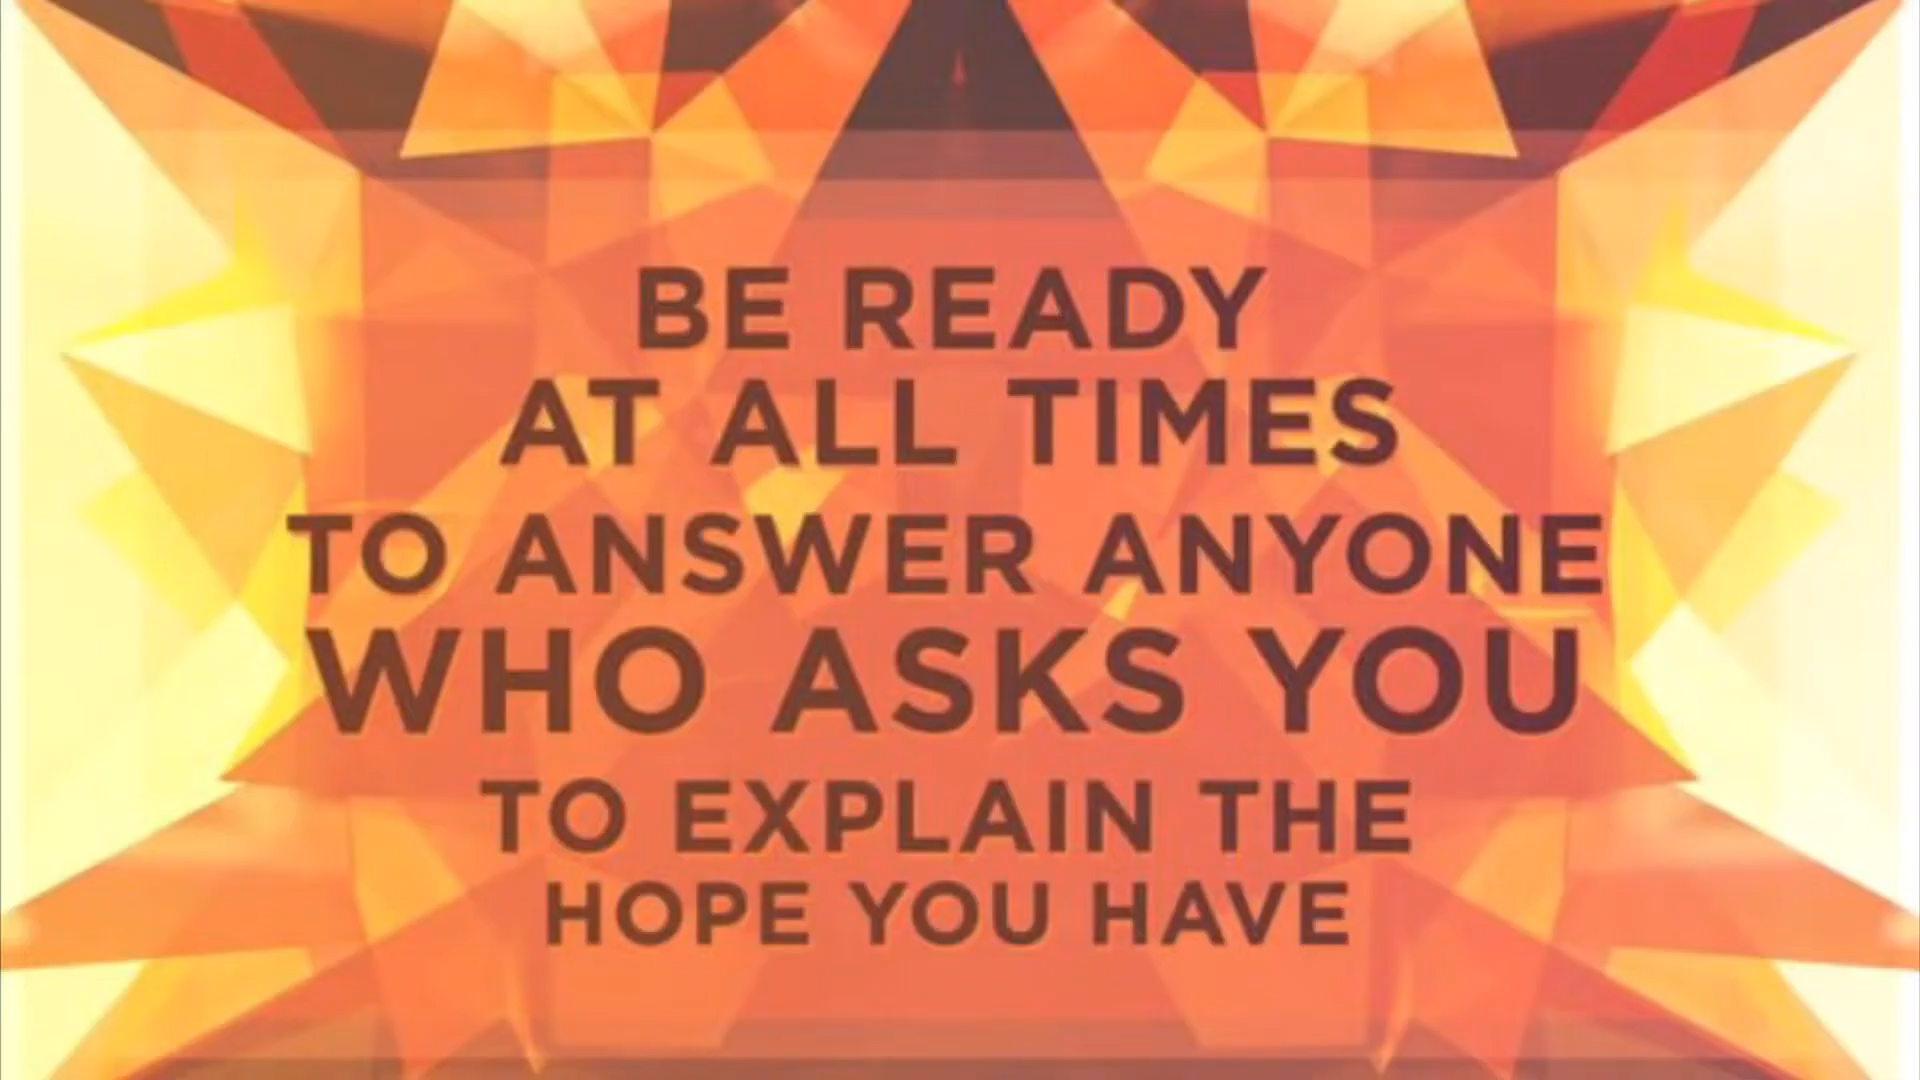 BE READY
AT ALL TIMES
TO ANSWER ANYONE
WHO ASKS YOU
TO EXPLAIN THE
HOPE YOU HAVE